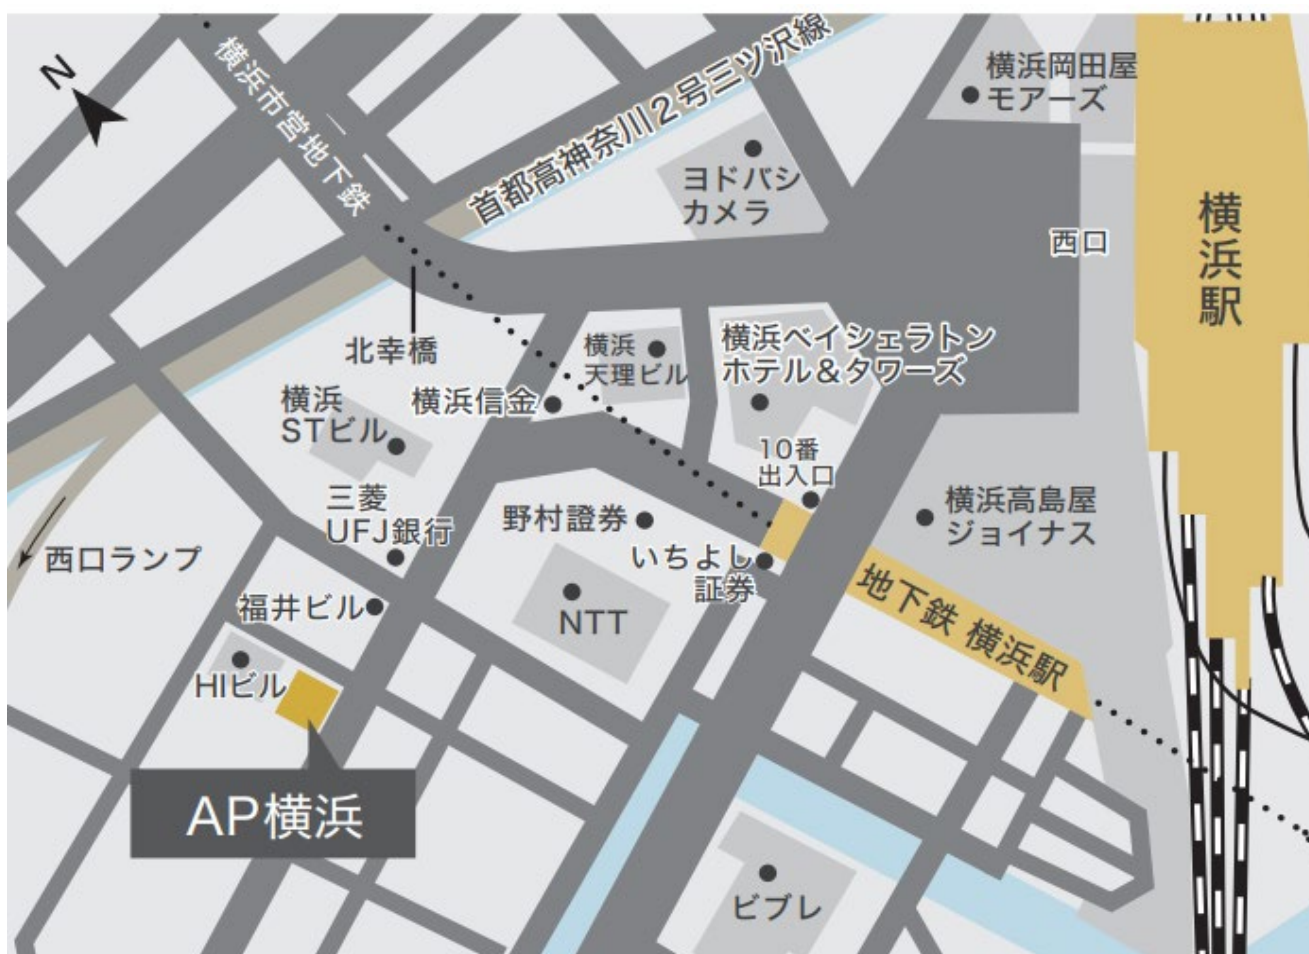 N
横浜市営地下鉄
首都高神奈川2号三ツ沢線
横浜岡田屋
モアーズ
ヨドバシ
カメラ
西口
横浜駅
北幸橋
横浜
天理ビル
横浜ベイシェラトン
ホテル&タワーズ
横浜
STビル
横浜信金
10番
出入口
三菱
UFJ銀行
野村證券
横浜高島屋
ジョイナス
西口ランプ
いちよし
証券
福井ビル
NTT
地下鉄 横浜駅
HIビル
AP横浜
ビブレ